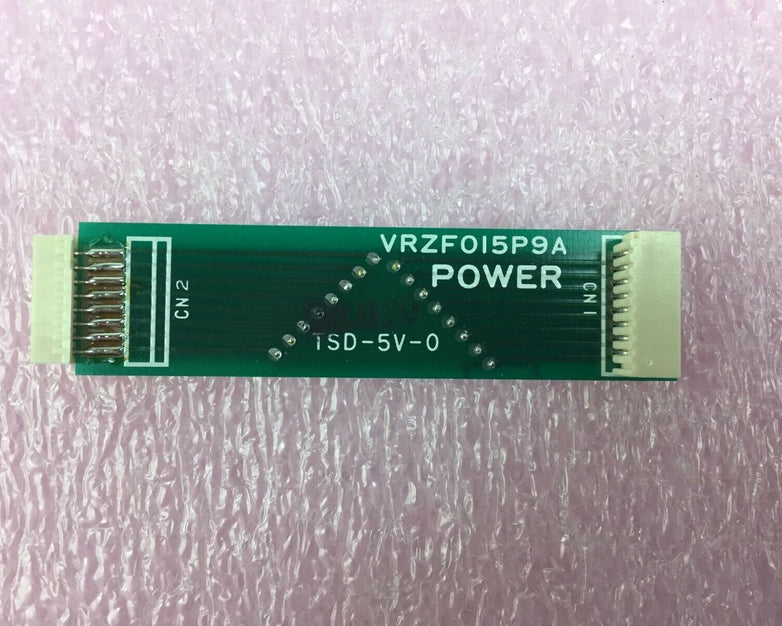 VRZF015P9A
POWER
CN2
CN1
TSD-5V-0